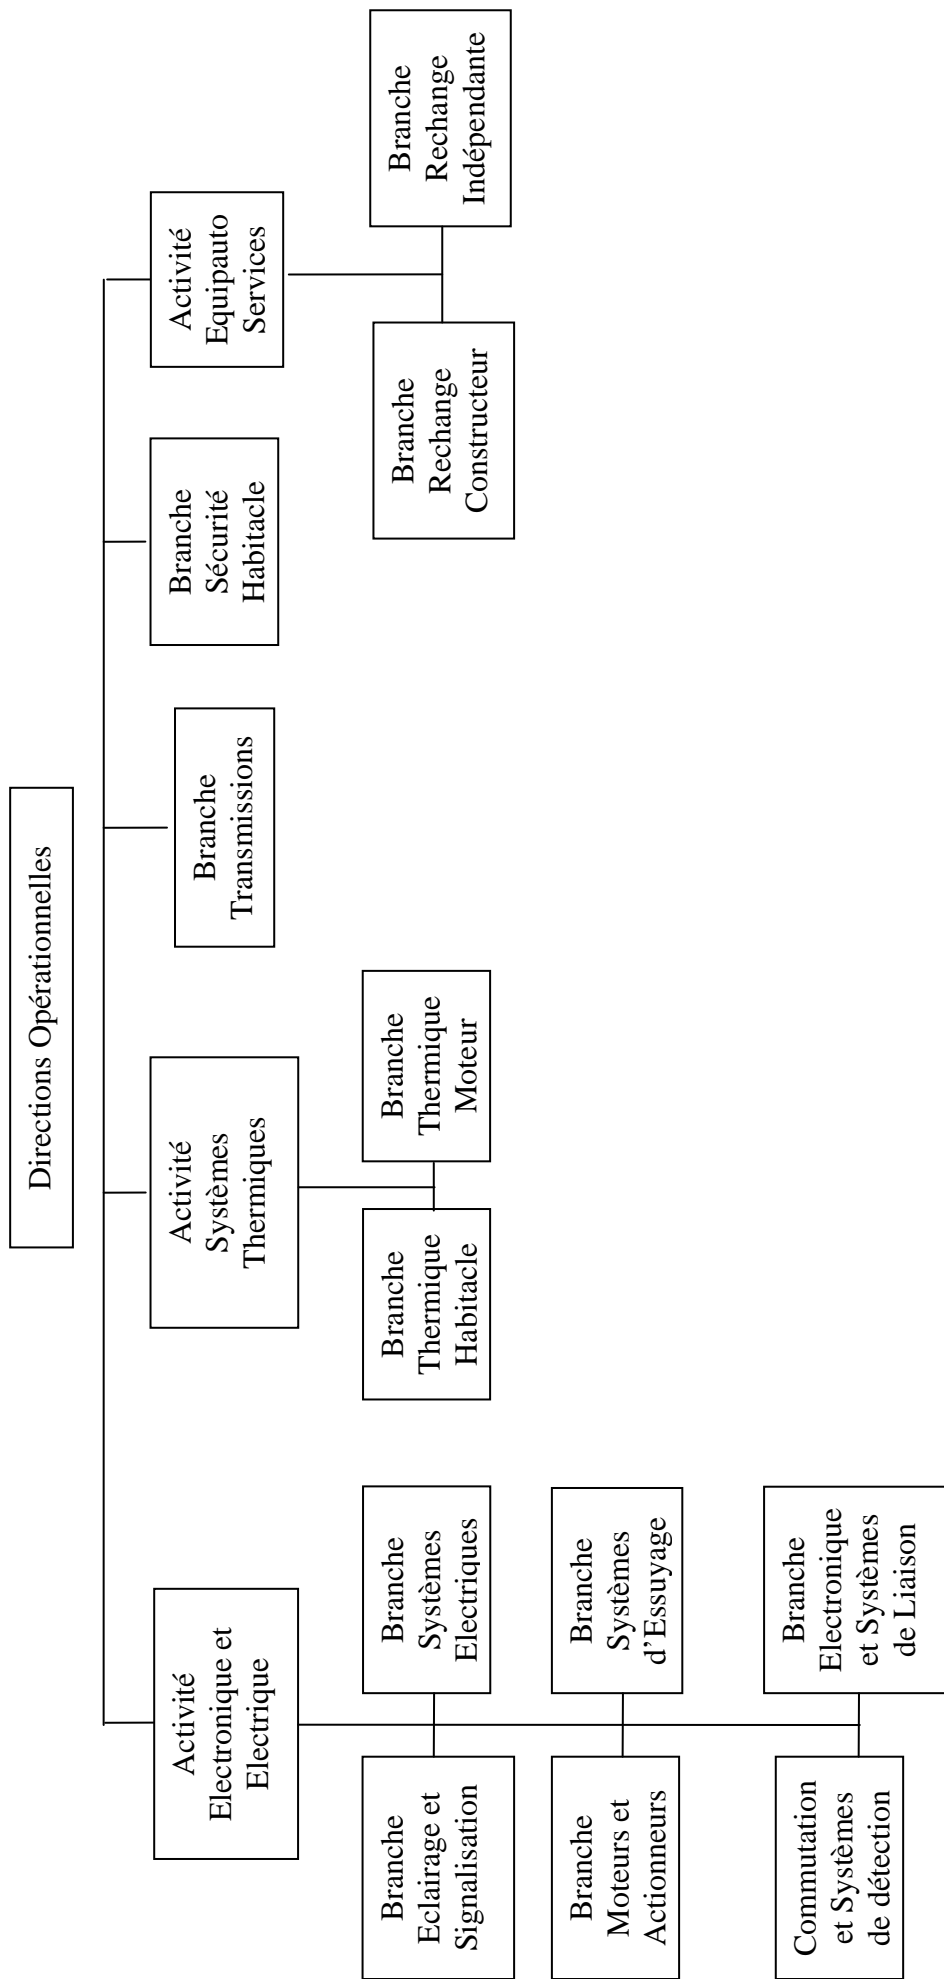 Directions Opérationnelles
Activité
Electronique et
Electrique
Activité
Systèmes
Thermiques
Branche
Transmissions
Branche
Sécurité
Habitacle
Activité
Equipauto
Services
Branche
Eclairage et
Signalisation
Branche
Systèmes
Electriques
Branche
Thermique
Habitacle
Branche
Thermique
Moteur
Branche
Rechange
Constructeur
Branche
Rechange
Indépendante
Branche
Moteurs et
Actionneurs
Branche
Systèmes
d'Essuyage
Commutation
et Systèmes
de détection
Branche
Electronique
et Systèmes
de Liaison